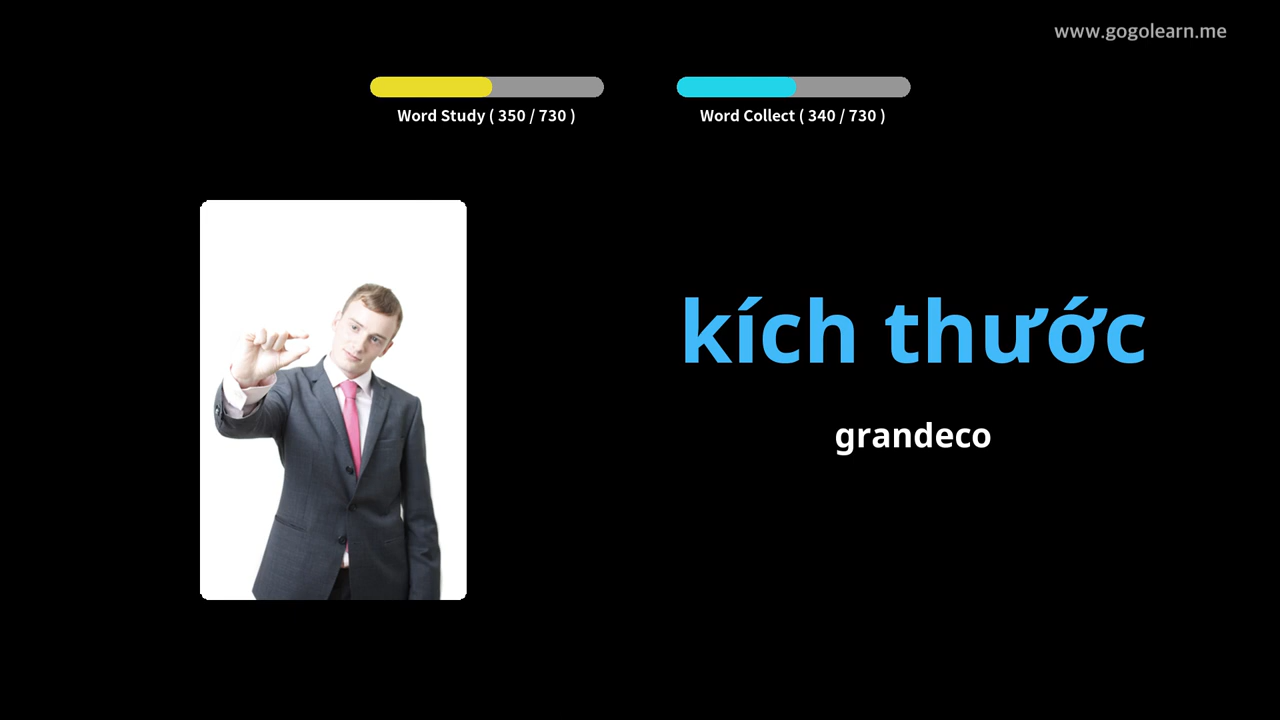 www.gogolearn.me
Word Study ( 350 / 730 )
Word Collect ( 340 / 730 )
kích thước
grandeco